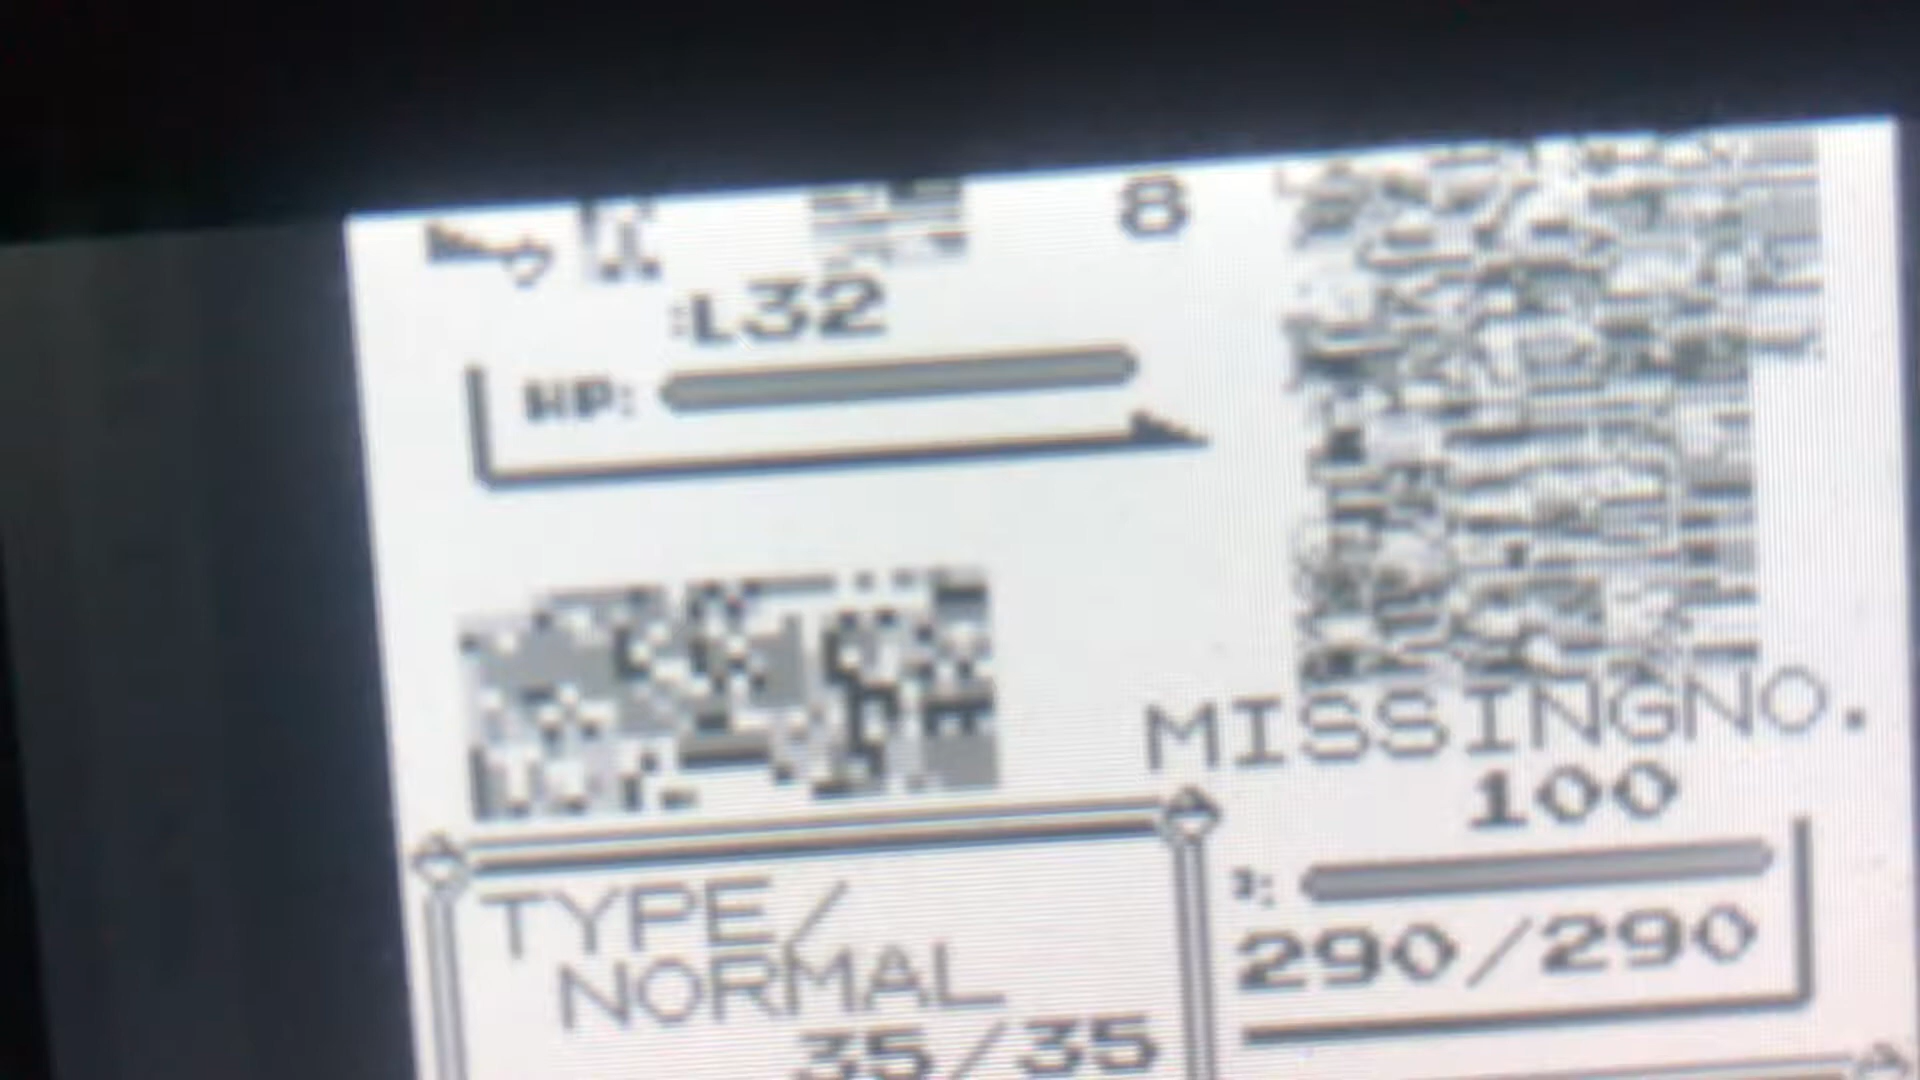 8
:L32
HP:
MISSINGNO.
100
290/290
TYPE/
NORMAL
35/35